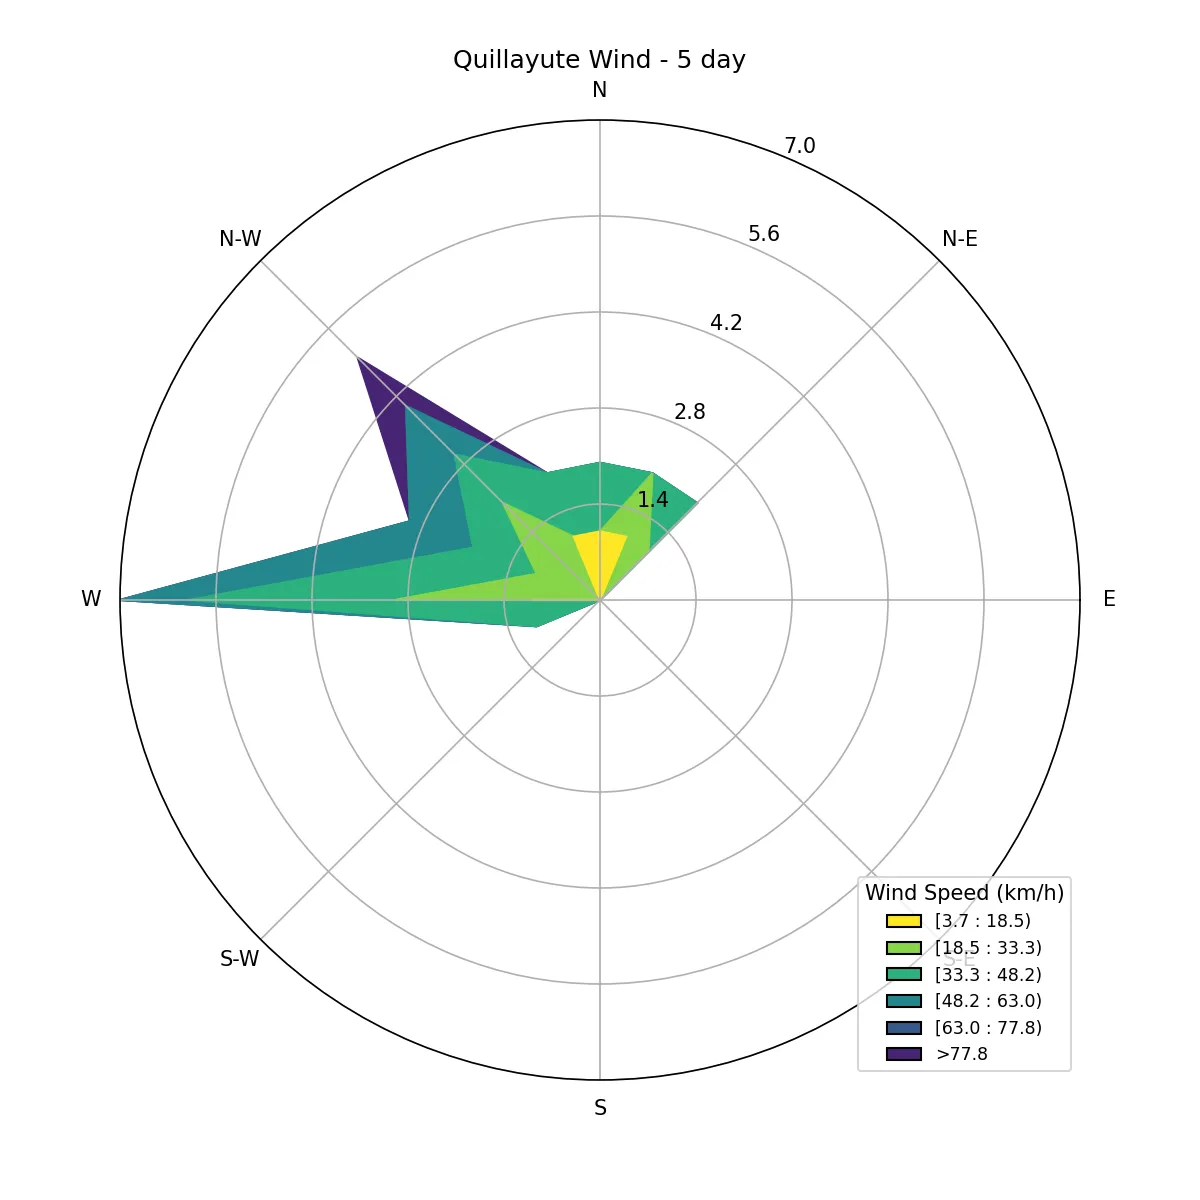 Quillayute Wind - 5 day
N
7.0
5.6
N-W
N-E
4.2
2.8
1.4
W
E
S-W
S-E
Wind Speed (km/h)
[3.7 : 18.5)
[18.5 : 33.3)
[33.3 : 48.2)
[48.2 : 63.0)
[63.0 : 77.8)
>77.8
S